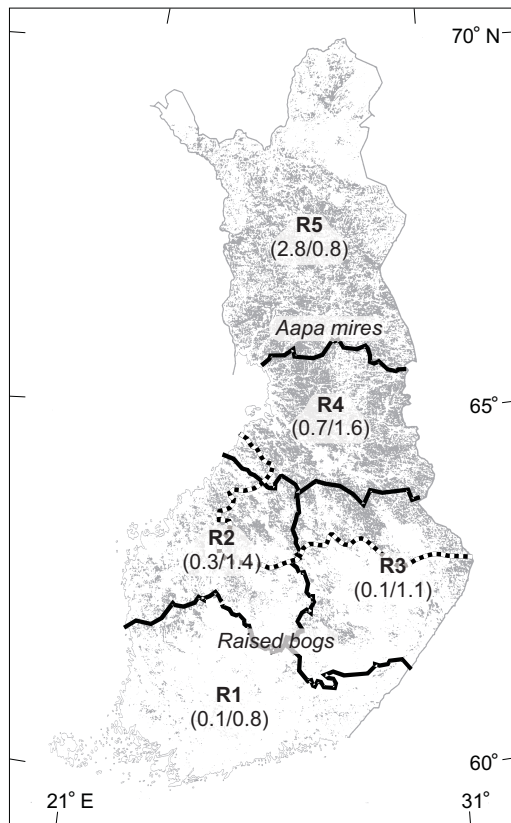 70° N
R5
(2.8/0.8)
Aapa mires
R4
(0.7/1.6)
65°
R2
(0.3/1.4)
R3
(0.1/1.1)
Raised bogs
R1
(0.1/0.8)
60°
21° E
31°